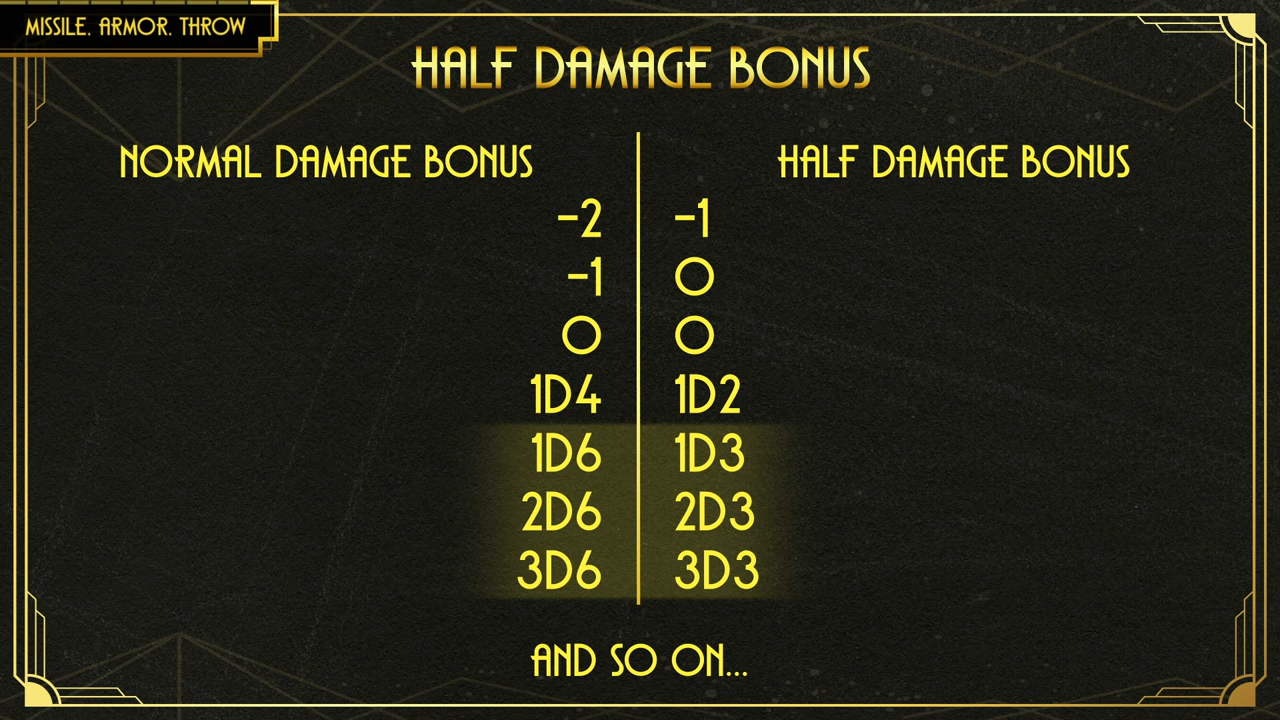 MISSILE. ARMOR. THROW
HALF DAMAGE BONUS
NORMAL DAMAGE BONUS HALF DAMAGE BONUS
-2 -1
-1 0
0 0
1D4 1D2
1D6 1D3
2D6 2D3
3D6 3D3
AND SO ON...